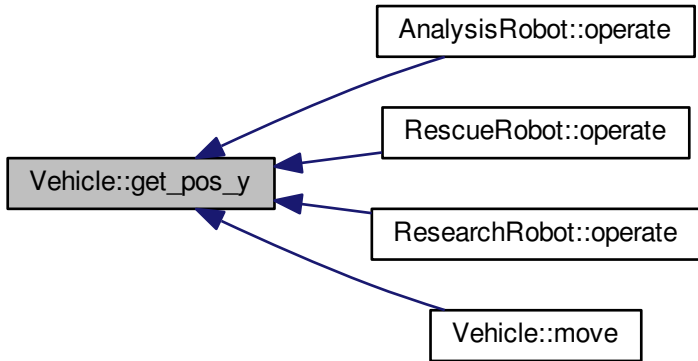 AnalysisRobot::operate
RescueRobot::operate
Vehicle::get_pos_y
ResearchRobot::operate
Vehicle::move